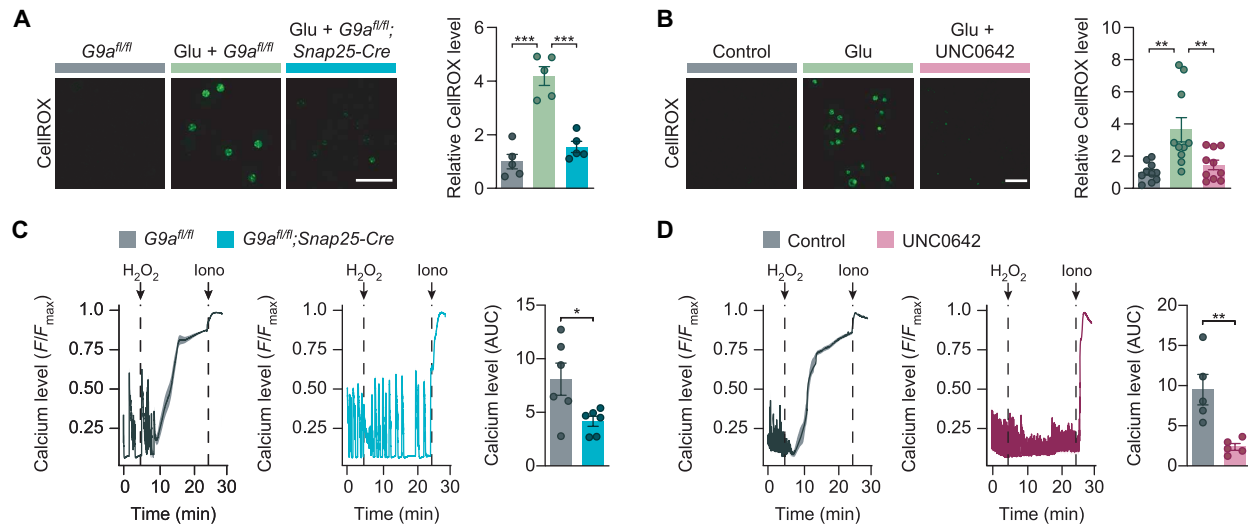 A
G9afl/fl
Glu + G9afl/fl
Glu + G9afl/fl;
Snap25-Cre
CellROX
Relative CellROX level
6
4
2
0
***
***
B
Control
Glu
Glu +
UNC0642
CellROX
Relative CellROX level
10
8
6
4
2
0
**
**
C
G9afl/fl
G9afl/fl;Snap25-Cre
H2O2
Iono
Calcium level (F/Fmax)
1.0
0.75
0.50
0.25
0
10
20
30
Time (min)
H2O2
Iono
Calcium level (F/Fmax)
1.0
0.75
0.50
0.25
0
10
20
30
Time (min)
Calcium level (AUC)
15
10
5
0
*
D
Control
UNC0642
H2O2
Iono
Calcium level (F/Fmax)
1.0
0.75
0.50
0.25
0
10
20
30
Time (min)
H2O2
Iono
Calcium level (F/Fmax)
1.0
0.75
0.50
0.25
0
10
20
30
Time (min)
Calcium level (AUC)
20
15
10
5
0
**